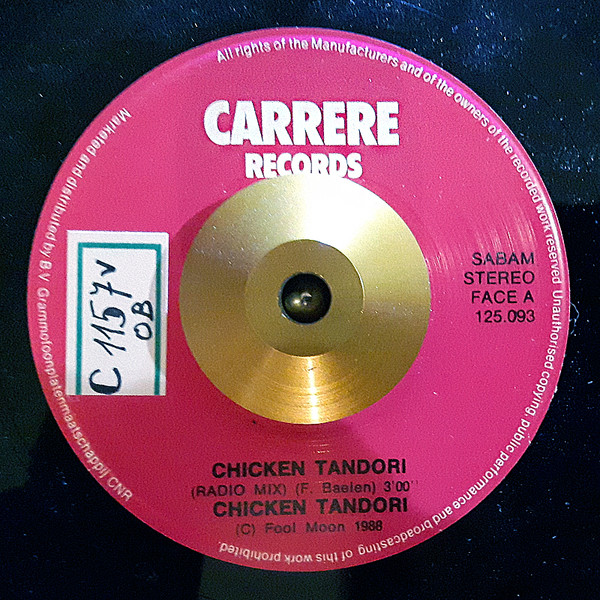 All rights of the Manufacturers and of the owners of the recorded work reserved. Unauthorised copying, public performance and broadcasting of this work prohibited.
CARRERE
RECORDS
Marketed and distributed by B.V. Grammofoonplatenmaatschappij CNR
C 1157V
OB
SABAM
STEREO
FACE A
125.093
CHICKEN TANDORI
(RADIO MIX) (F. Baelen) 3'00''
CHICKEN TANDORI
(C) Fool Moon 1988